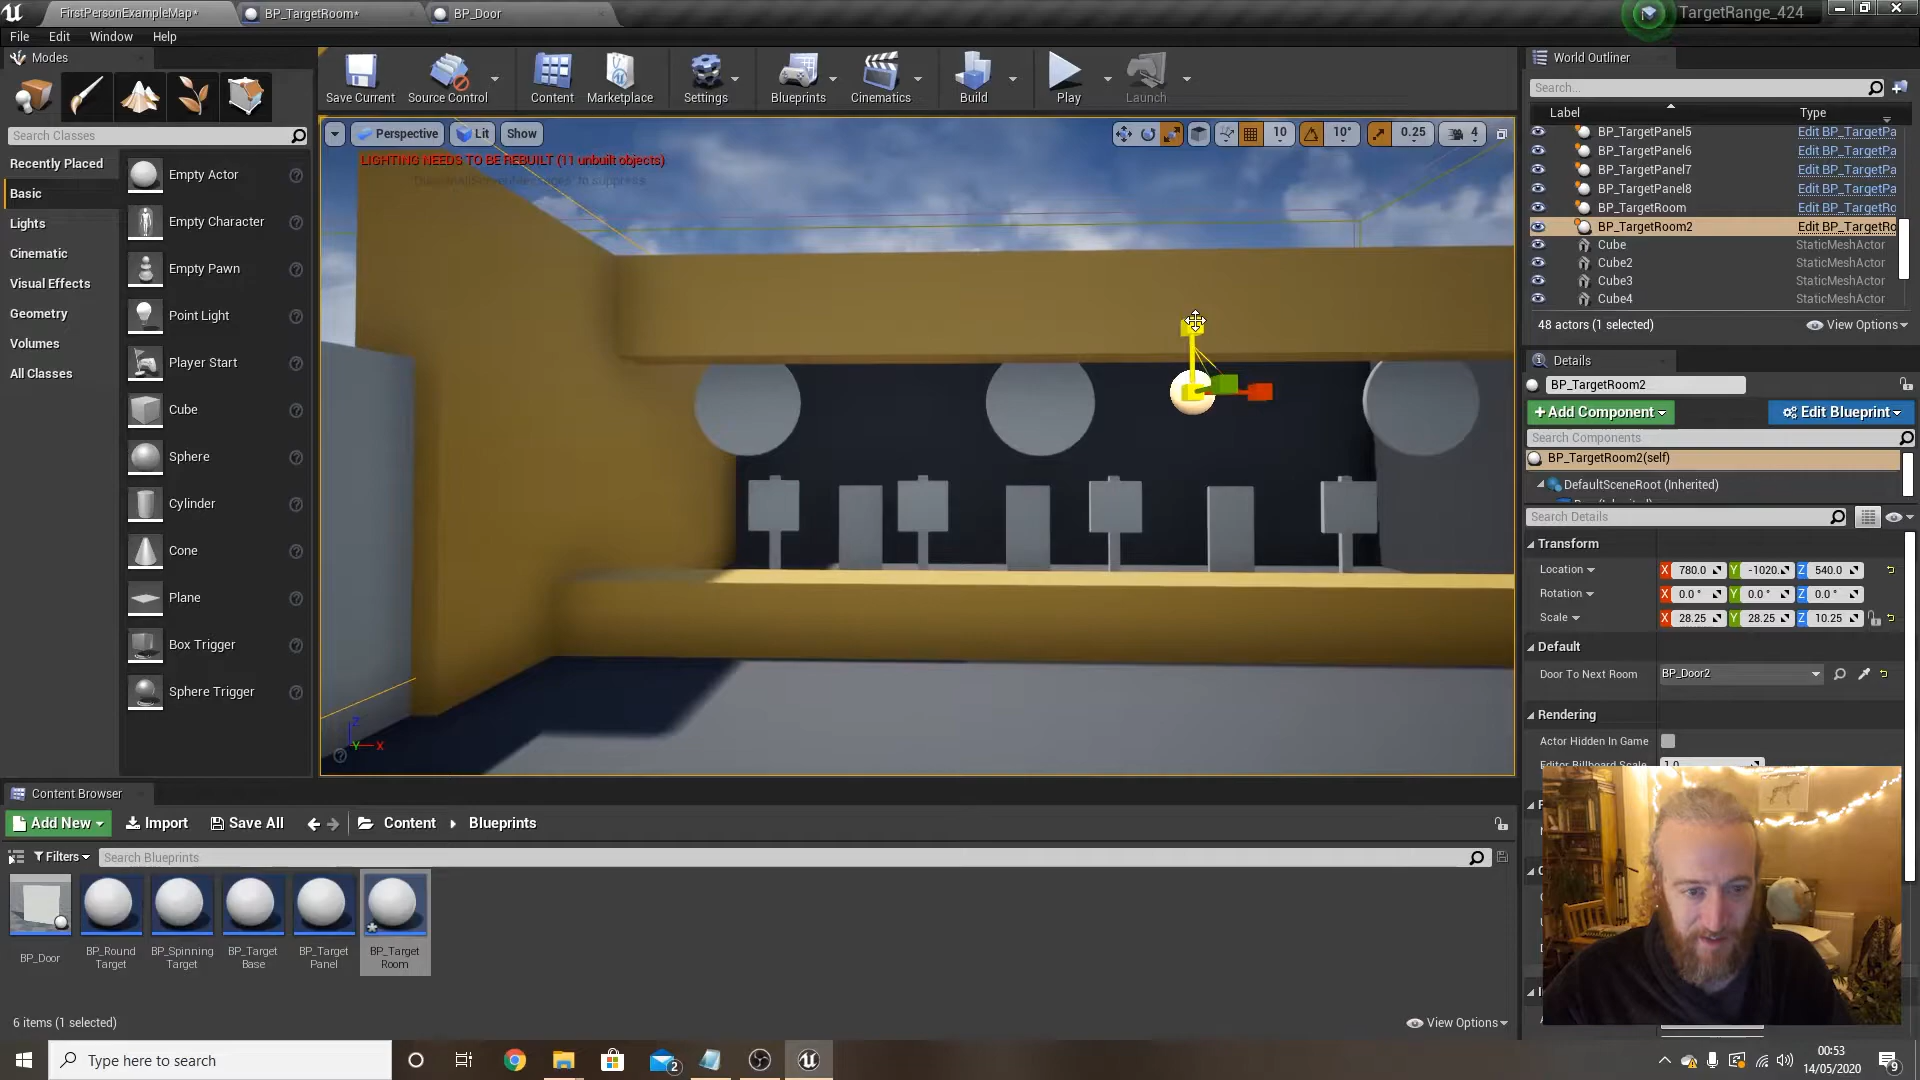 FirstPersonExampleMap*
BP_TargetRoom*
BP_Door
TargetRange_424
File
Edit
Window
Help
Modes
Search Classes
Recently Placed
Basic
Lights
Cinematic
Visual Effects
Geometry
Volumes
All Classes
Empty Actor
Empty Character
Empty Pawn
Point Light
Player Start
Cube
Sphere
Cylinder
Cone
Plane
Box Trigger
Sphere Trigger
Save Current
Source Control
Content
Marketplace
Settings
Blueprints
Cinematics
Build
Play
Launch
Perspective
Lit
Show
10
10°
0.25
4
LIGHTING NEEDS TO BE REBUILT (11 unbuilt objects)
to suppress
Z
Y
X
World Outliner
Search...
Label
Type
BP_TargetPanel5
Edit BP_TargetPa
BP_TargetPanel6
Edit BP_TargetPa
BP_TargetPanel7
Edit BP_TargetPa
BP_TargetPanel8
Edit BP_TargetPa
BP_TargetRoom
Edit BP_TargetRo
BP_TargetRoom2
Edit BP_TargetRo
Cube
StaticMeshActor
Cube2
StaticMeshActor
Cube3
StaticMeshActor
Cube4
StaticMeshActor
48 actors (1 selected)
View Options
Details
BP_TargetRoom2
+Add Component
Edit Blueprint
Search Components
BP_TargetRoom2(self)
DefaultSceneRoot (Inherited)
Search Details
Transform
Location
X 780.0
Y -1020.
Z 540.0
Rotation
X 0.0 °
Y 0.0 °
Z 0.0 °
Scale
X 28.25
Y 28.25
Z 10.25
Default
Door To Next Room
BP_Door2
Rendering
Actor Hidden In Game
Editor Billboard Scale
1.0
Content Browser
Add New
Import
Save All
Content
Blueprints
Filters
Search Blueprints
BP_Door
BP_Round
Target
BP_Spinning
Target
BP_Target
Base
BP_Target
Panel
BP_Target
Room
6 items (1 selected)
View Options
Type here to search
2
00:53
14/05/2020
9